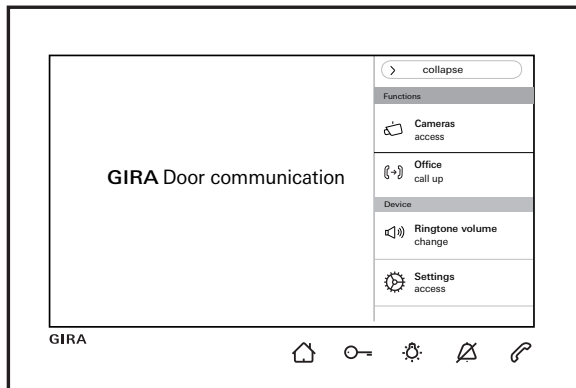 collapse
Functions
Cameras
access
GIRA Door communication
Office
call up
Device
Ringtone volume
change
Settings
access
GIRA